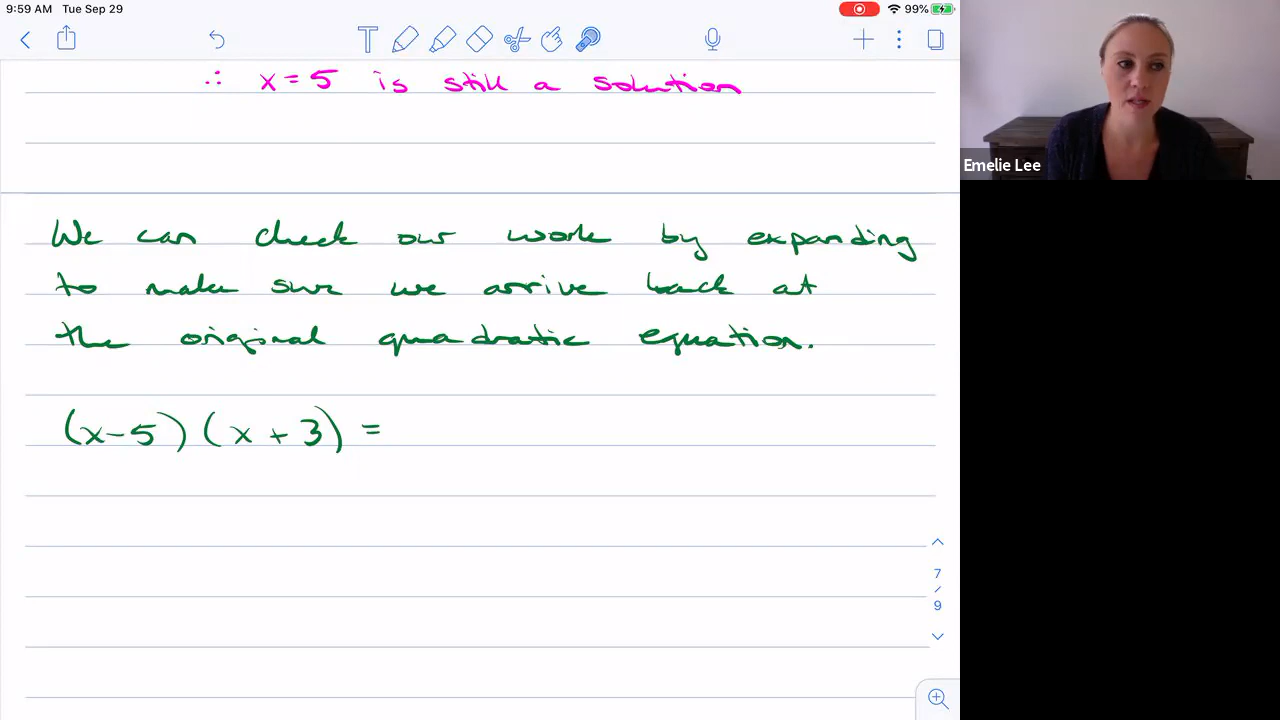 9:59 AM Tue Sep 29
99%
T
∴ x = 5 is still a solution
Emelie Lee
We can check our work by expanding
to make sure we arrive back at
the original quadratic equation.
(x-5) (x + 3) =
7
/
9